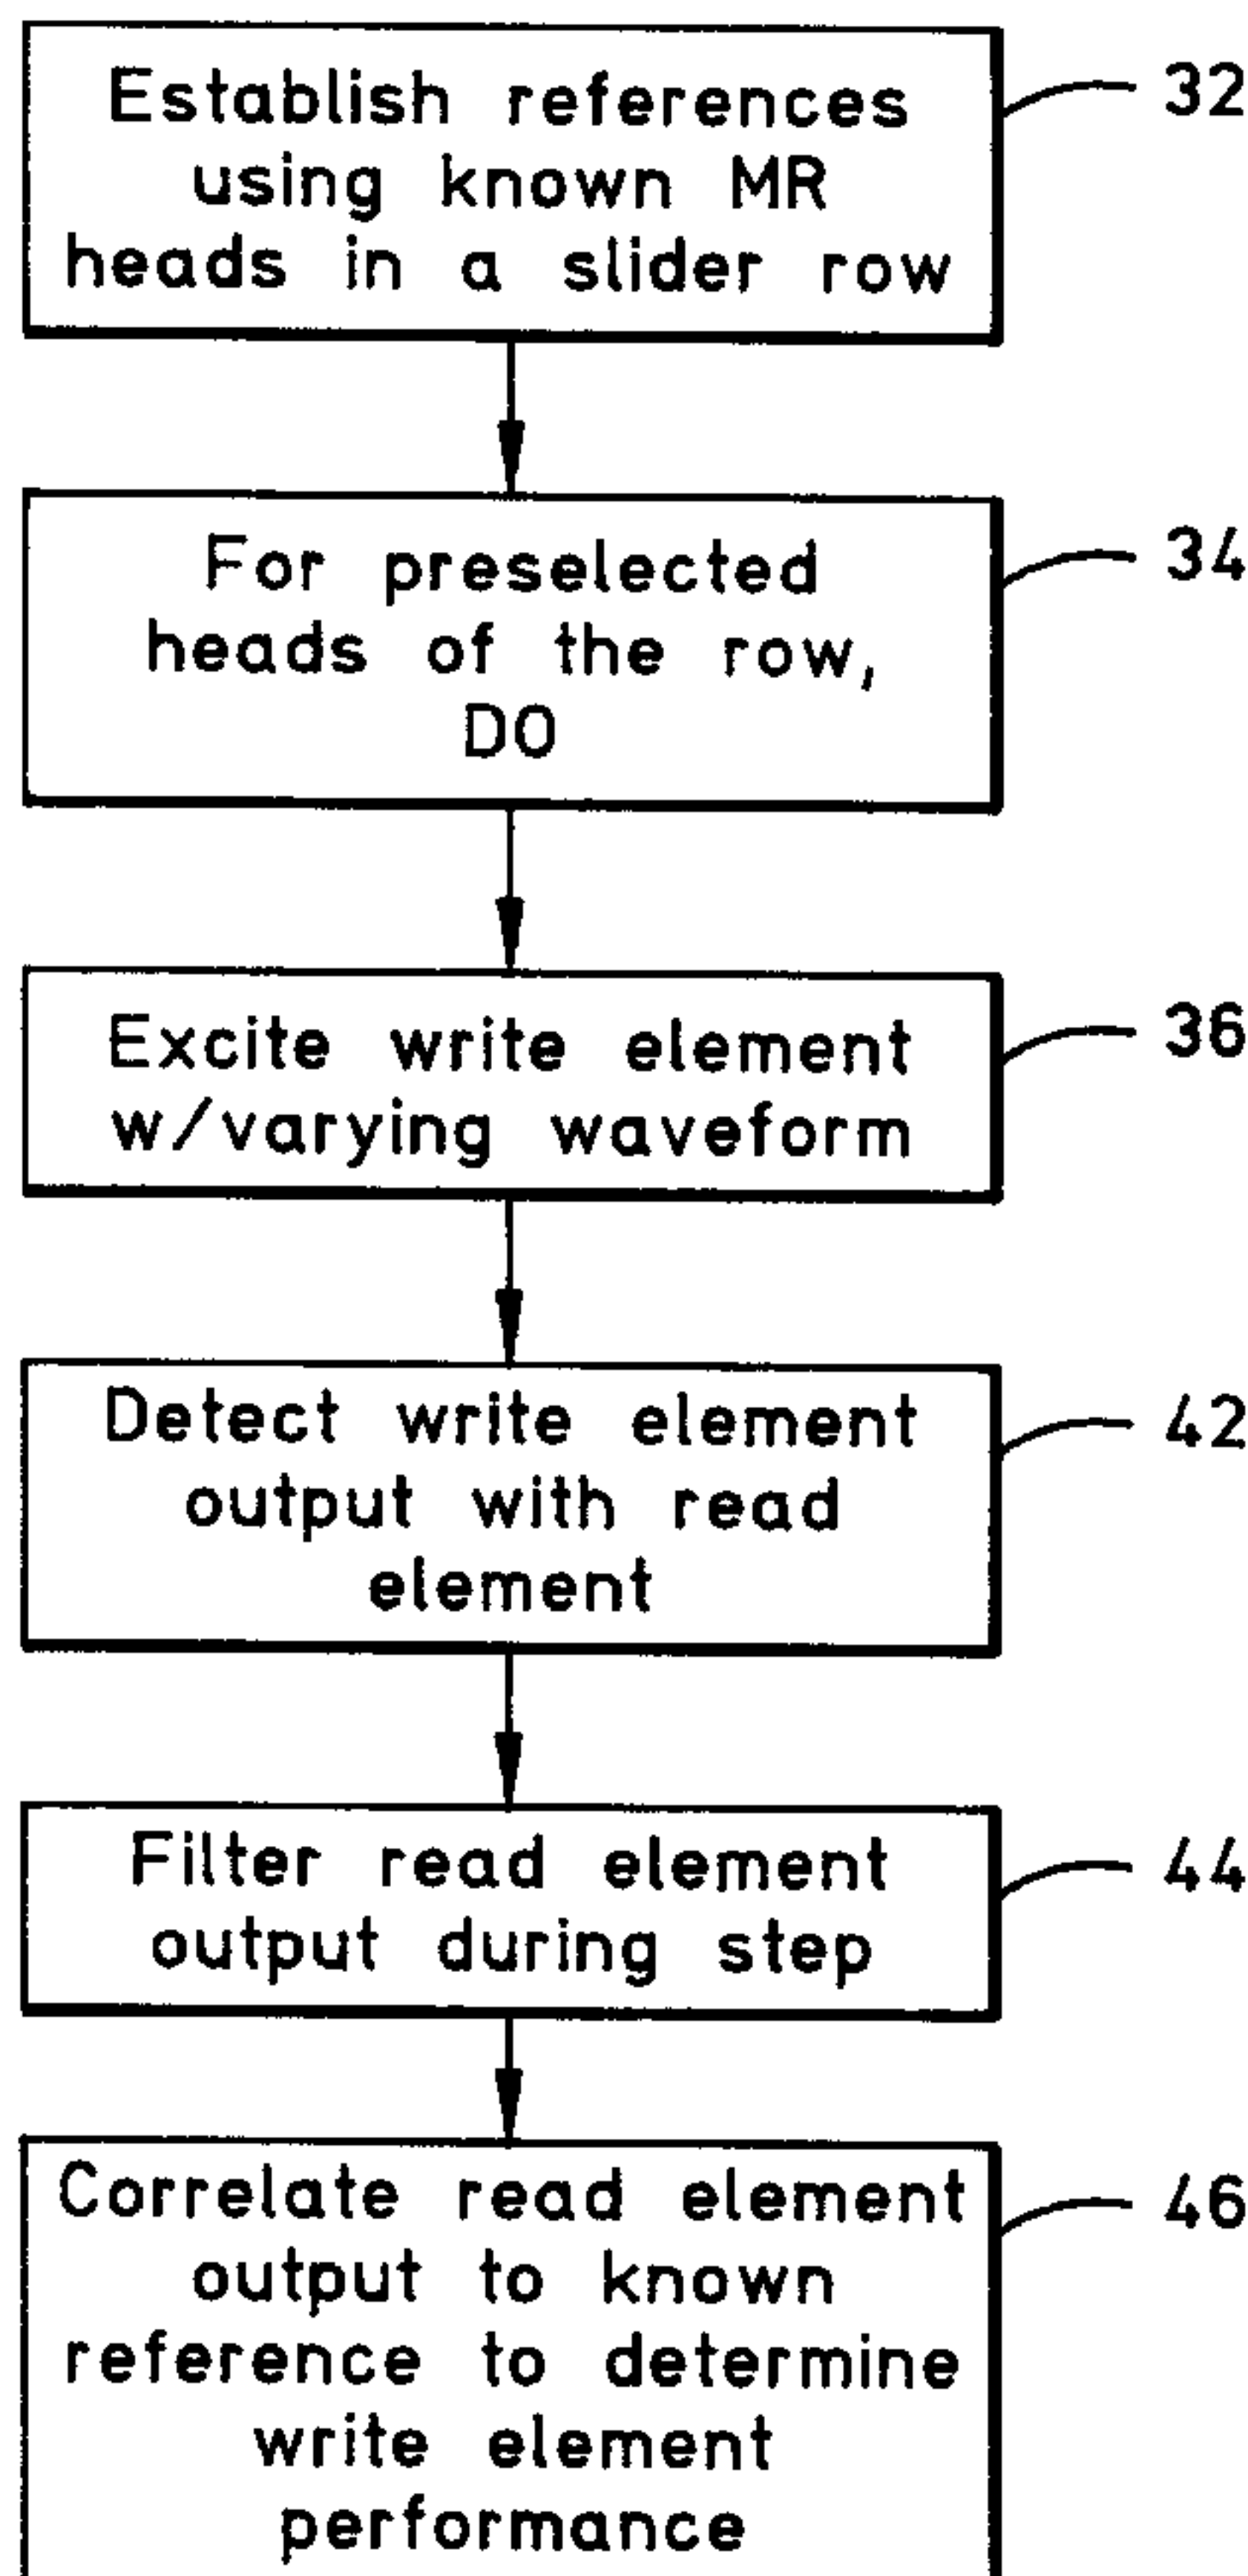 Establish references
using known MR
heads in a slider row
32
For preselected
heads of the row,
DO
34
Excite write element
w/varying waveform
36
Detect write element
output with read
element
42
Filter read element
output during step
44
Correlate read element
output to known
reference to determine
write element
performance
46